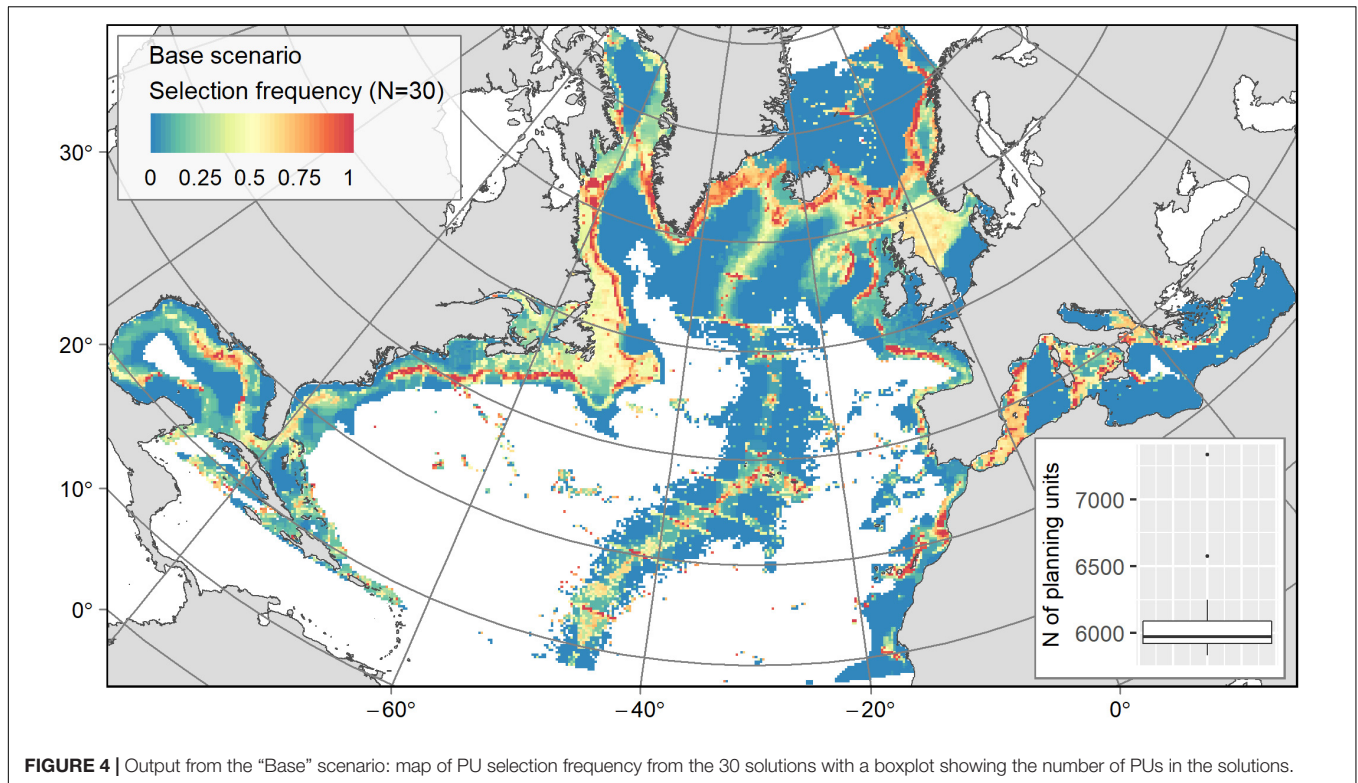 Base scenario
Selection frequency (N=30)
0 0.25 0.5 0.75 1
30°
20°
10°
0°
7000
6500
6000
N of planning units
−60° −40° −20° 0°
FIGURE 4 | Output from the “Base” scenario: map of PU selection frequency from the 30 solutions with a boxplot showing the number of PUs in the solutions.